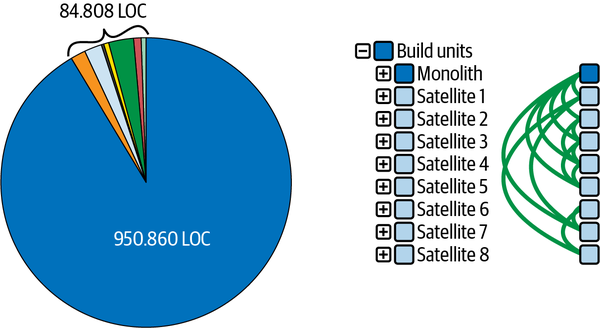 84.808 LOC
950.860 LOC
Build units
Monolith
Satellite 1
Satellite 2
Satellite 3
Satellite 4
Satellite 5
Satellite 6
Satellite 7
Satellite 8